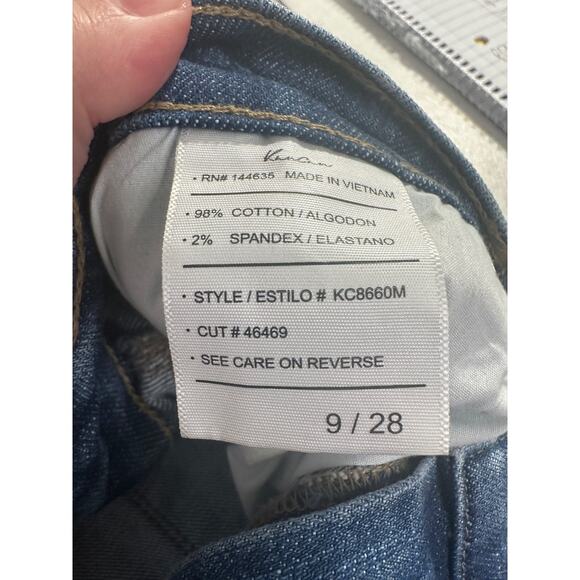 Kancan
• RN# 144635 MADE IN VIETNAM
• 98% COTTON / ALGODON
• 2% SPANDEX / ELASTANO
• STYLE / ESTILO # KC8660M
• CUT # 46469
• SEE CARE ON REVERSE
9 / 28